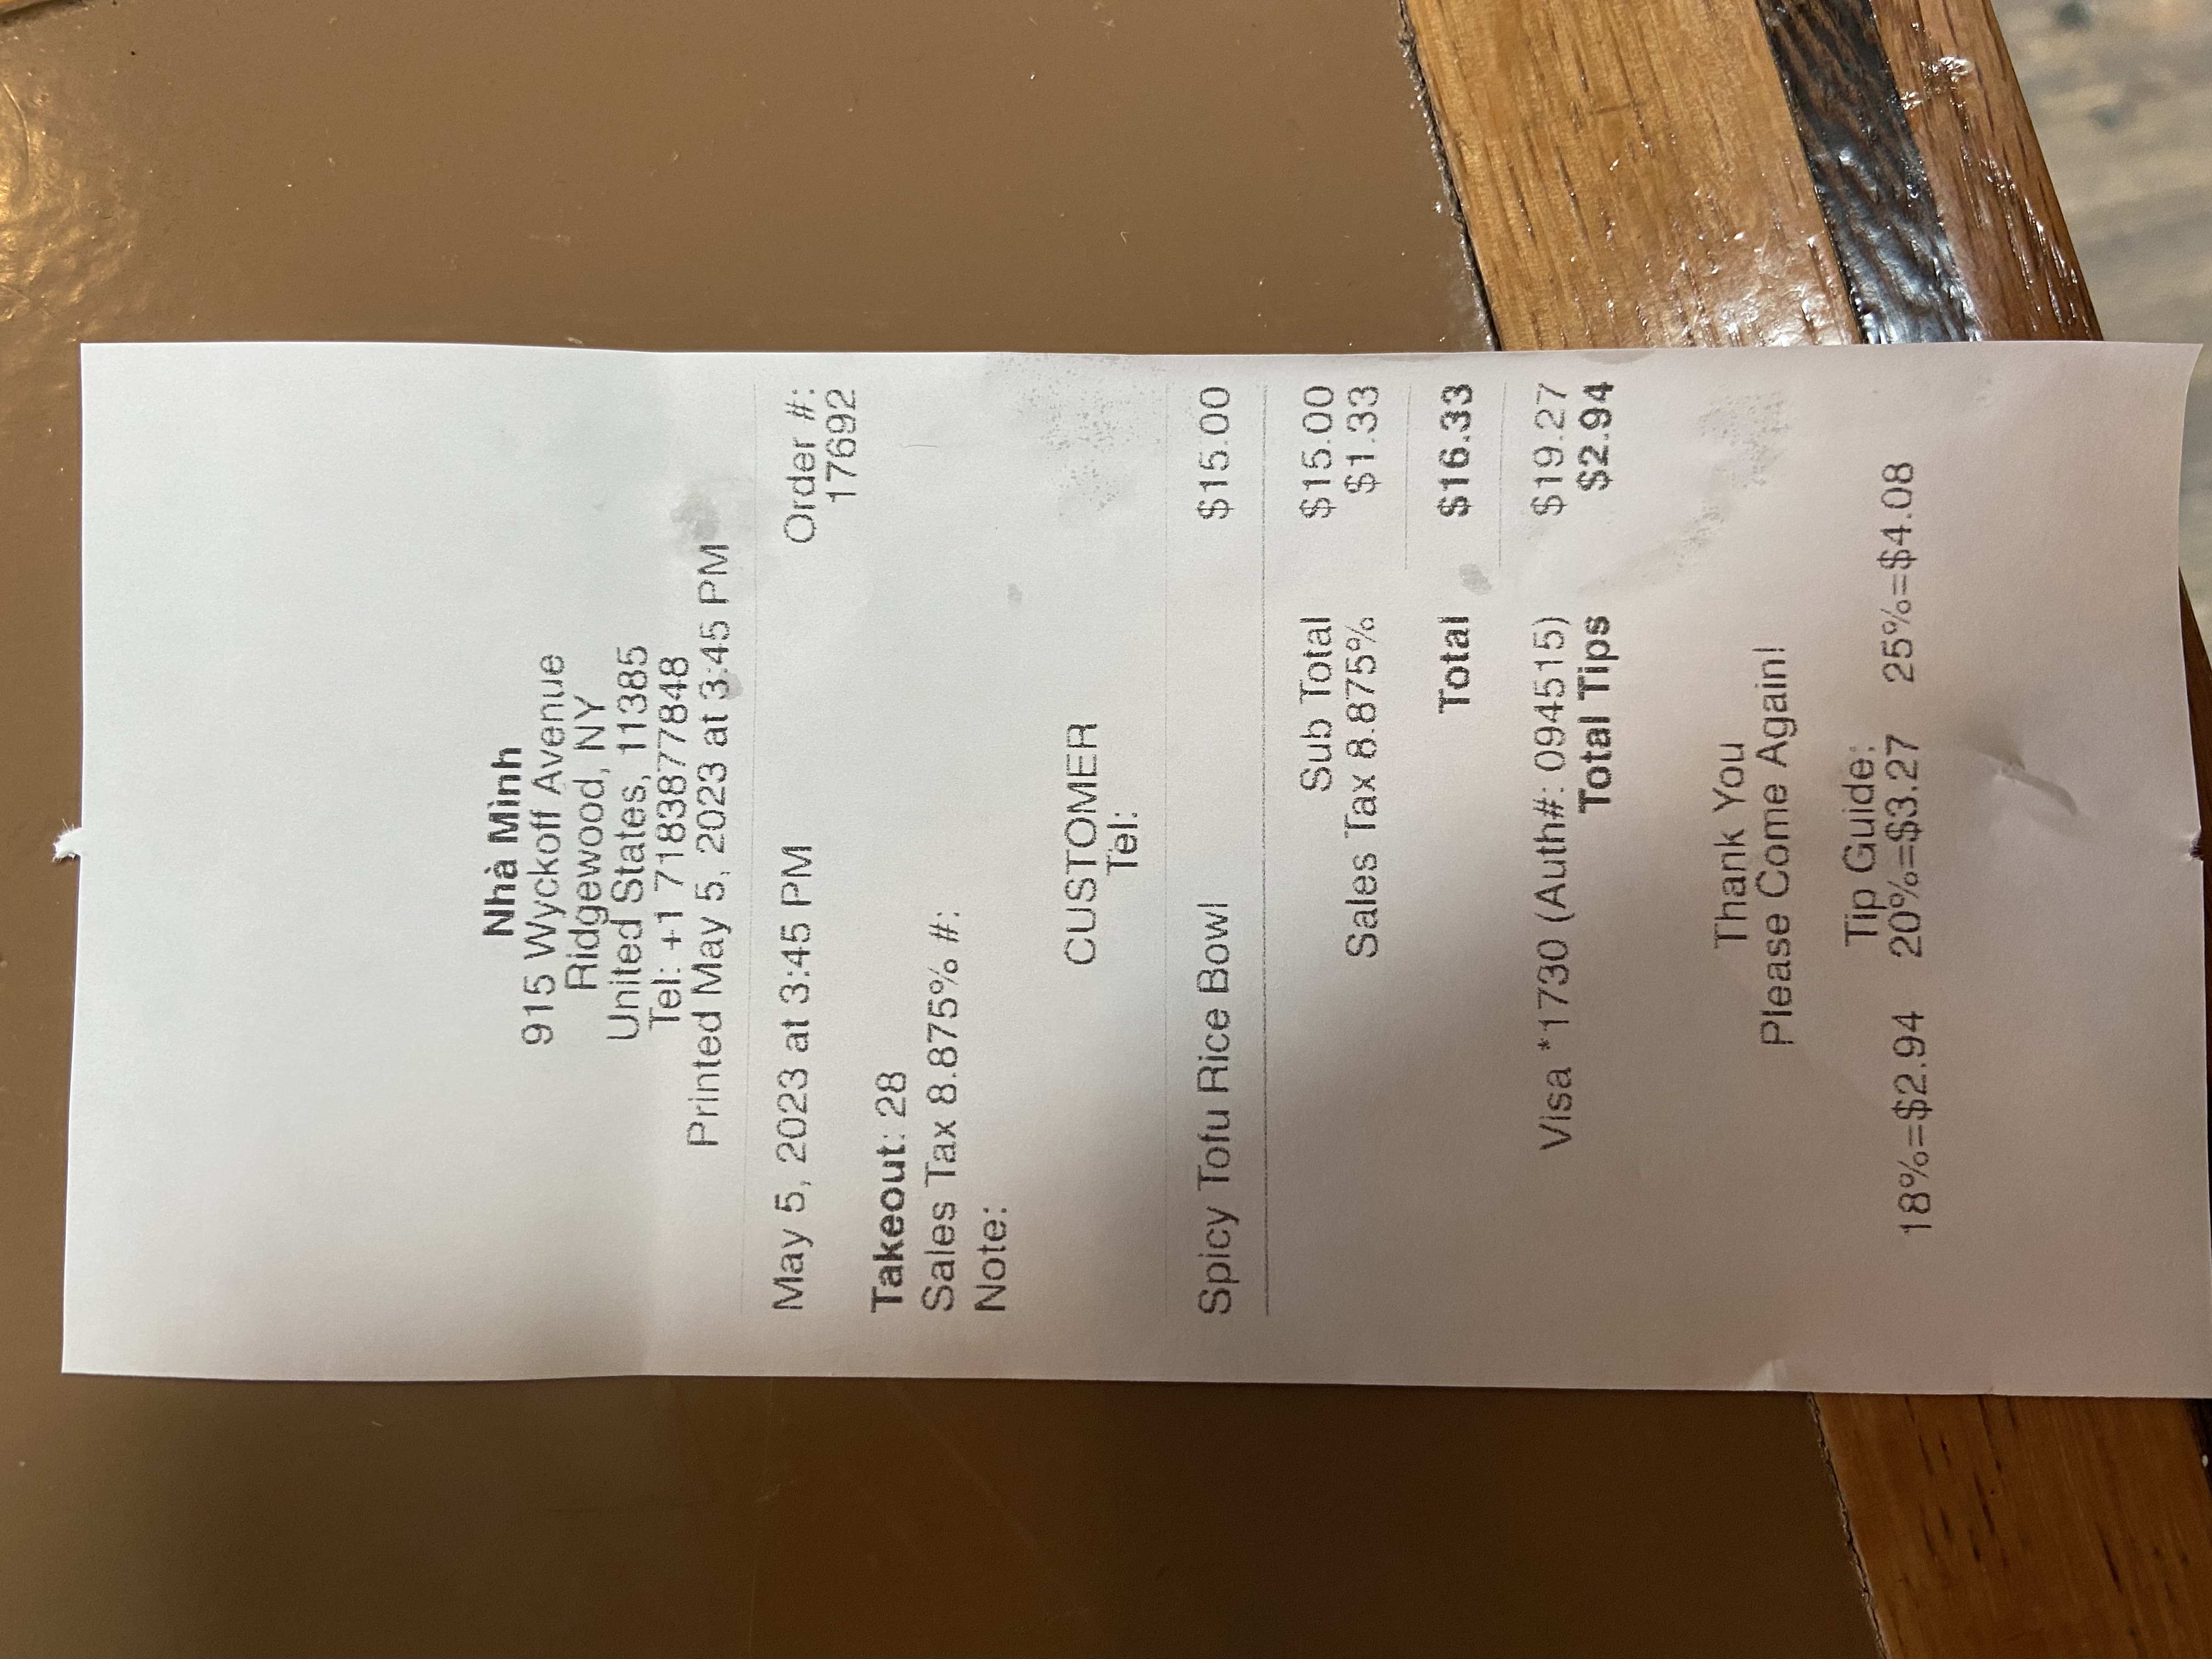 Nhà Mình
915 Wyckoff Avenue
Ridgewood, NY
United States, 11385
Tel: +1 7183877848
Printed May 5, 2023 at 3:45 PM
May 5, 2023 at 3:45 PM Order #:
17692
Takeout: 28
Sales Tax 8.875% #:
Note:
CUSTOMER
Tel:
Spicy Tofu Rice Bowl $15.00
Sub Total $15.00
Sales Tax 8.875% $1.33
Total $16.33
Visa *1730 (Auth#: 094515) $19.27
Total Tips $2.94
Thank You
Please Come Again!
Tip Guide:
18%=$2.94 20%=$3.27 25%=$4.08